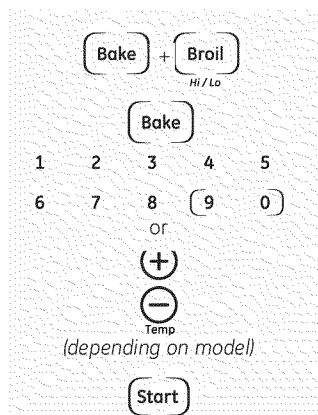 Bake + Broil
Hi / Lo
Bake
1 2 3 4 5
6 7 8 9 0
or
+
−
Temp
(depending on model)
Start